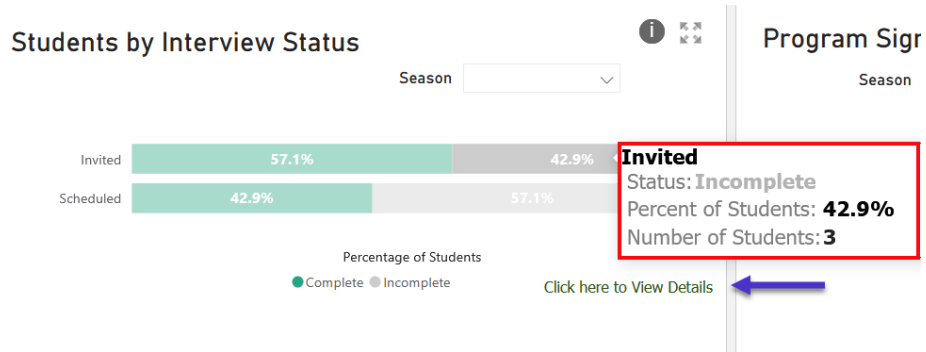 Students by Interview Status
i
Program Sigr
Season
Season
Invited 57.1% 42.9%
Scheduled 42.9% 57.1%
Invited
Status: Incomplete
Percent of Students: 42.9%
Number of Students: 3
Percentage of Students
Complete Incomplete
Click here to View Details